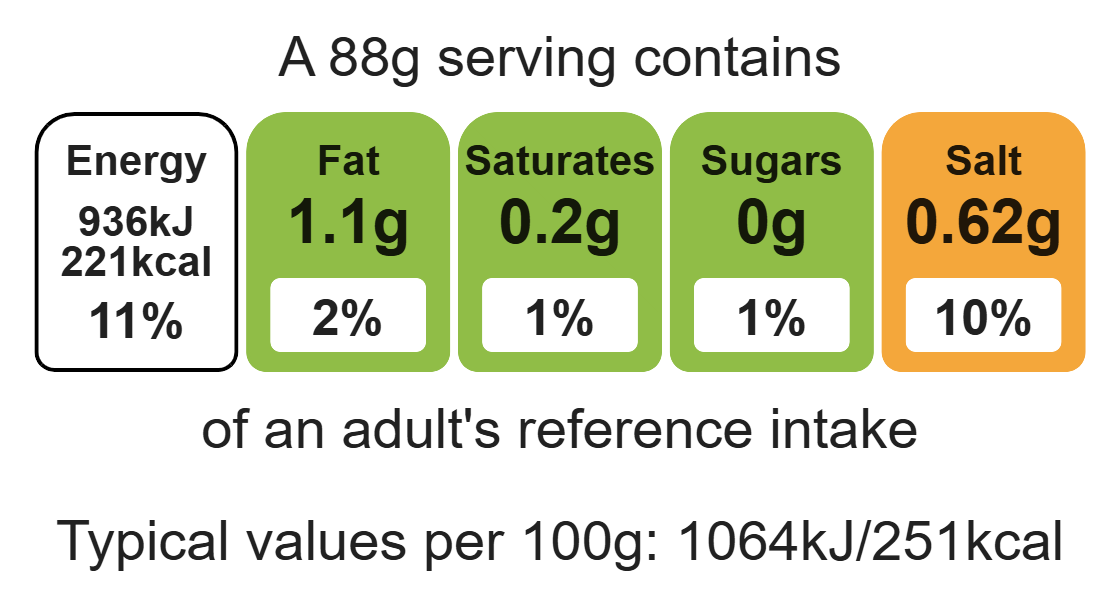 A 88g serving contains
Energy
936kJ
221kcal
11%
Fat
1.1g
2%
Saturates
0.2g
1%
Sugars
0g
1%
Salt
0.62g
10%
of an adult's reference intake
Typical values per 100g: 1064kJ/251kcal